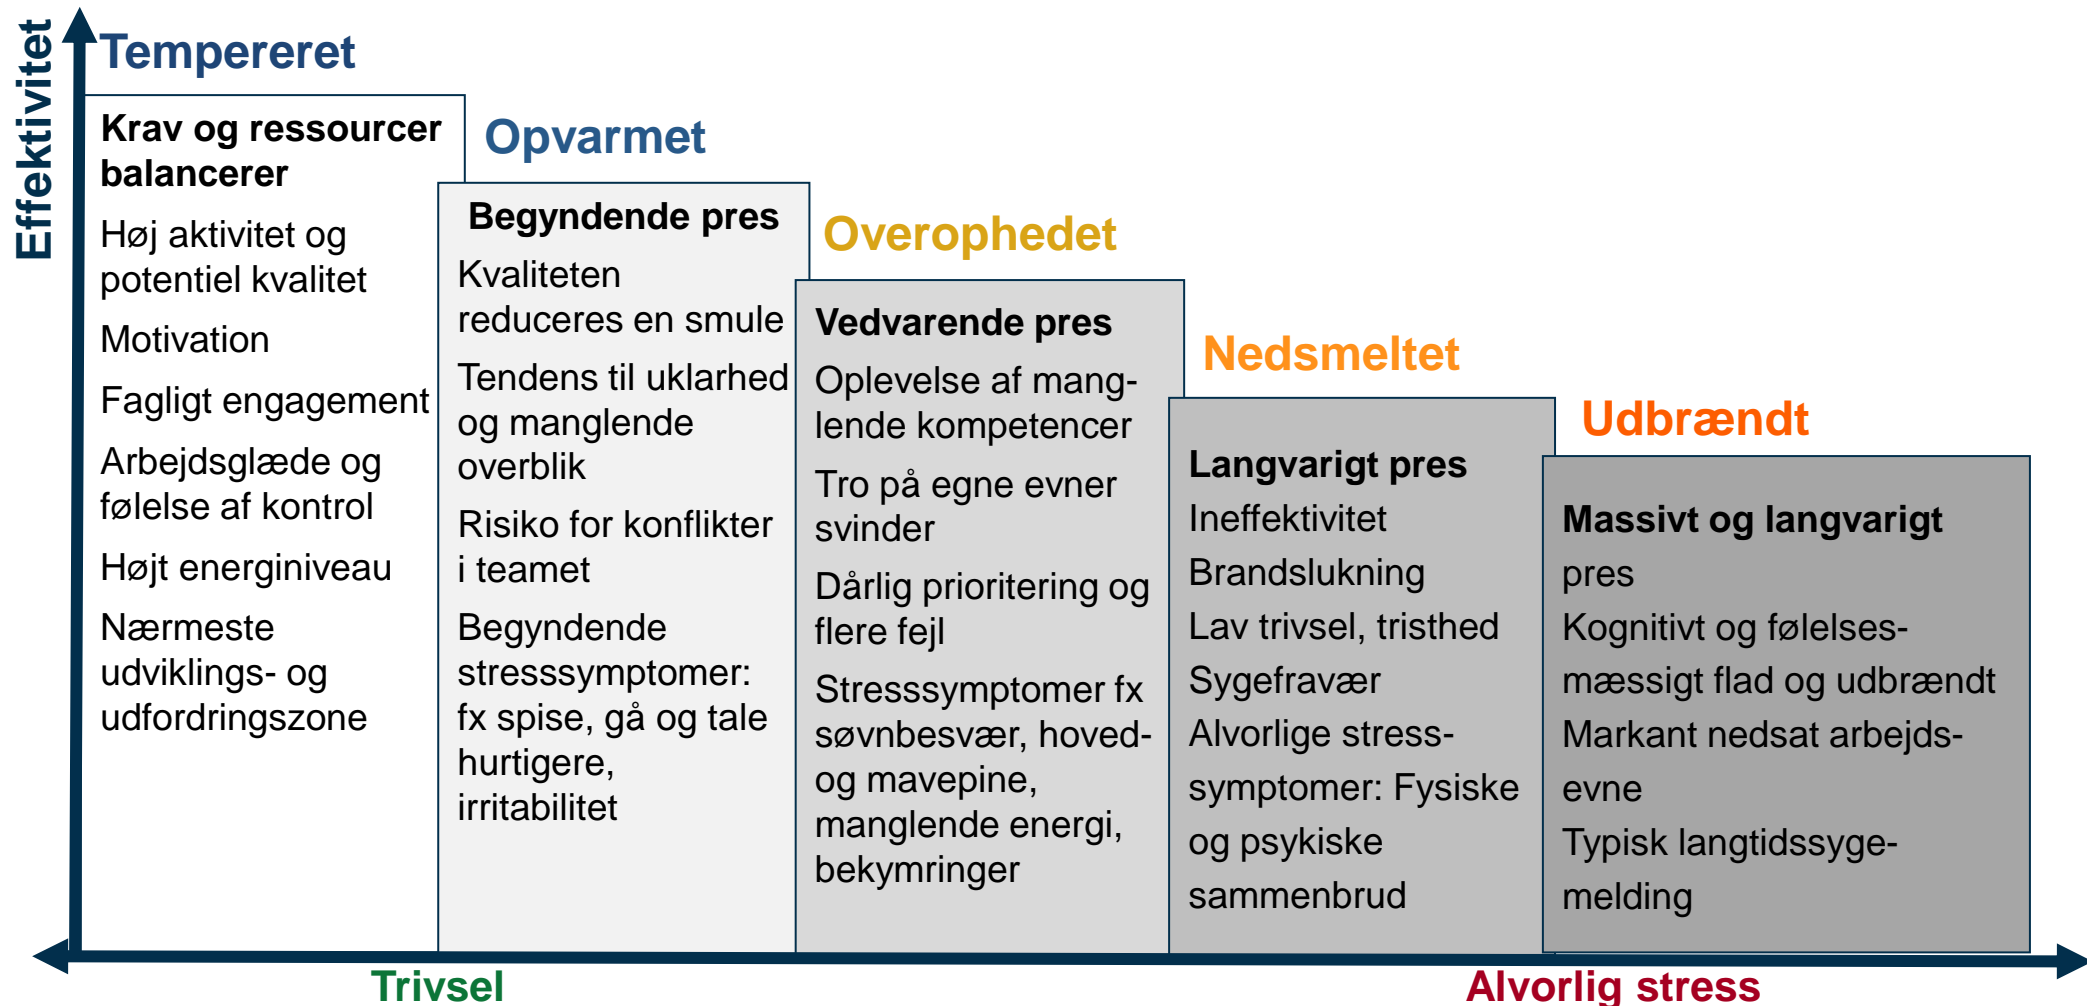 Effektivitet
Tempereret
Krav og ressourcer
balancerer
Høj aktivitet og
potentiel kvalitet
Motivation
Fagligt engagement
Arbejdsglæde og
følelse af kontrol
Højt energiniveau
Nærmeste
udviklings- og
udfordringszone
Opvarmet
Begyndende pres
Kvaliteten
reduceres en smule
Tendens til uklarhed
og manglende
overblik
Risiko for konflikter
i teamet
Begyndende
stresssymptomer:
fx spise, gå og tale
hurtigere,
irritabilitet
Overophedet
Vedvarende pres
Oplevelse af mang-
lende kompetencer
Tro på egne evner
svinder
Dårlig prioritering og
flere fejl
Stresssymptomer fx
søvnbesvær, hoved-
og mavepine,
manglende energi,
bekymringer
Nedsmeltet
Langvarigt pres
Ineffektivitet
Brandslukning
Lav trivsel, tristhed
Sygefravær
Alvorlige stress-
symptomer: Fysiske
og psykiske
sammenbrud
Udbrændt
Massivt og langvarigt
pres
Kognitivt og følelses-
mæssigt flad og udbrændt
Markant nedsat arbejds-
evne
Typisk langtidssyge-
melding
Trivsel
Alvorlig stress